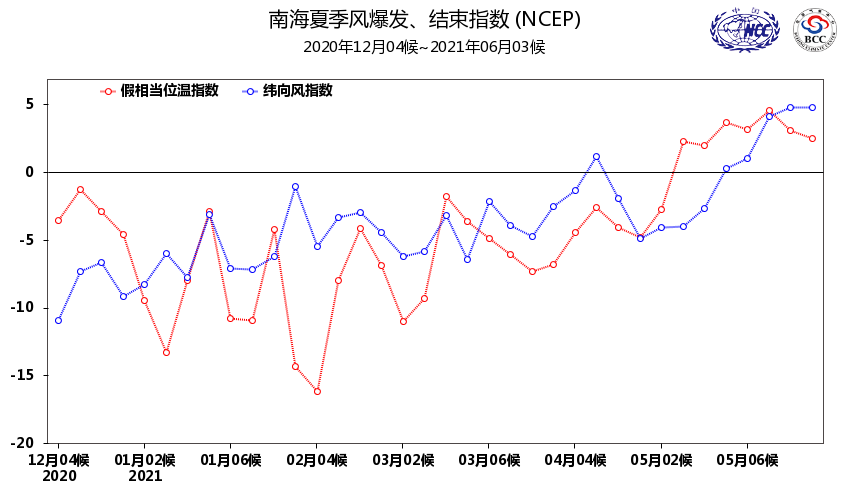 南海夏季风爆发、结束指数 (NCEP)
2020年12月04候~2021年06月03候
中 国
NCC
BCC
BEIJING CLIMATE CENTER
假相当位温指数 纬向风指数
5
0
-5
-10
-15
-20
12月04候 01月02候 01月06候 02月04候 03月02候 03月06候 04月04候 05月02候 05月06候
2020 2021